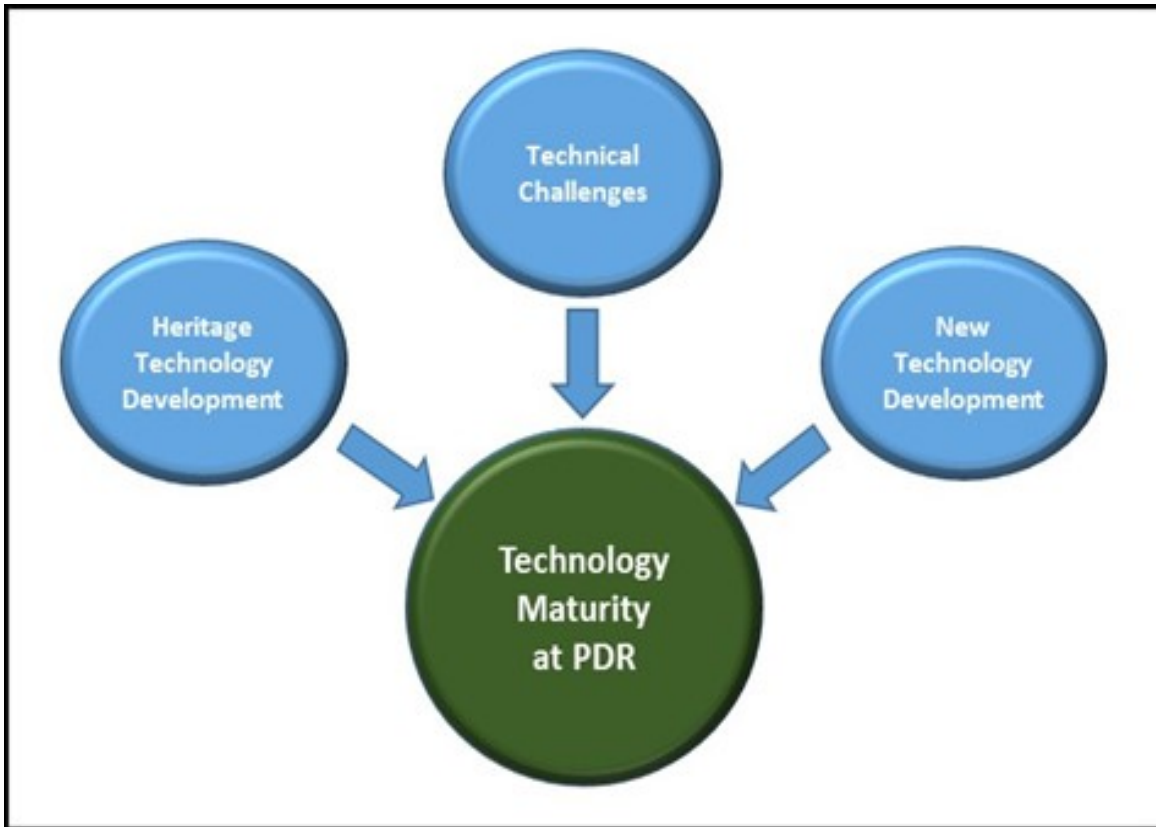 Technical
Challenges
Heritage
Technology
Development
New
Technology
Development
Technology
Maturity
at PDR